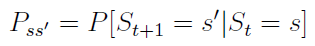 P_{ss'} = P[S_{t+1} = s'|S_t = s]